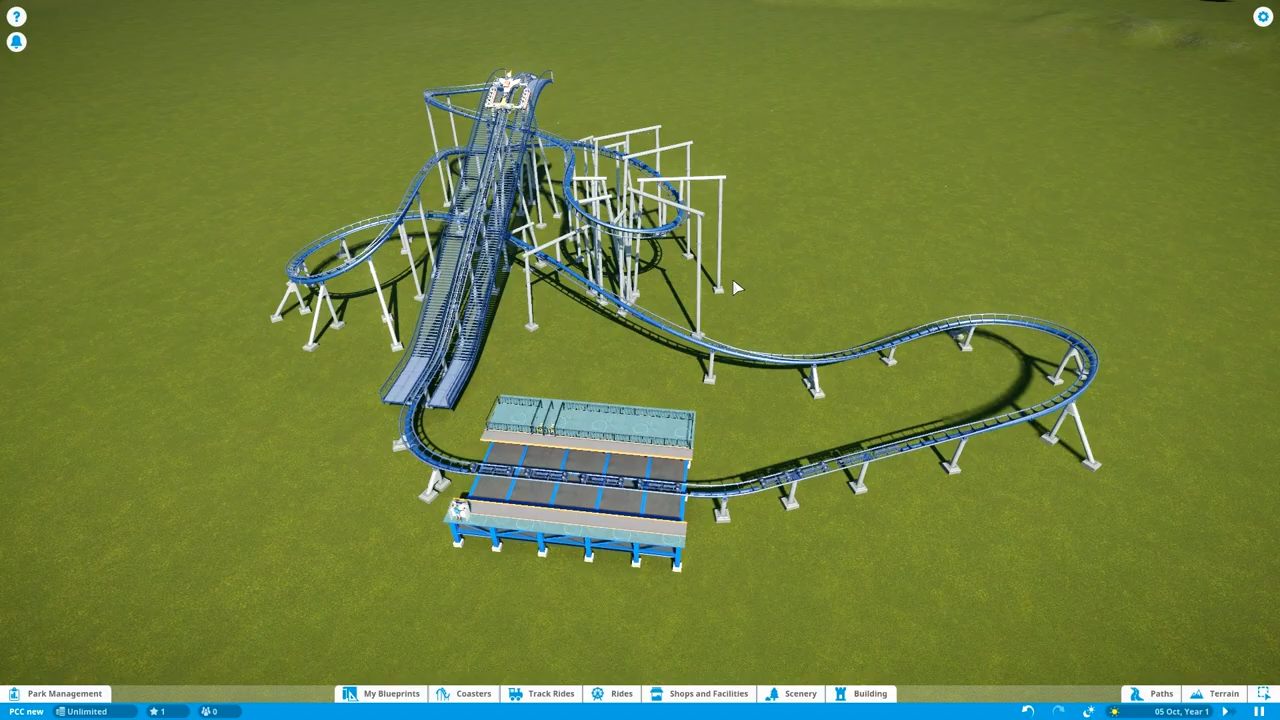 ?
Park Management
My Blueprints
Coasters
Track Rides
Rides
Shops and Facilities
Scenery
Building
Paths
Terrain
PCC new
Unlimited
1
0
05 Oct, Year 1